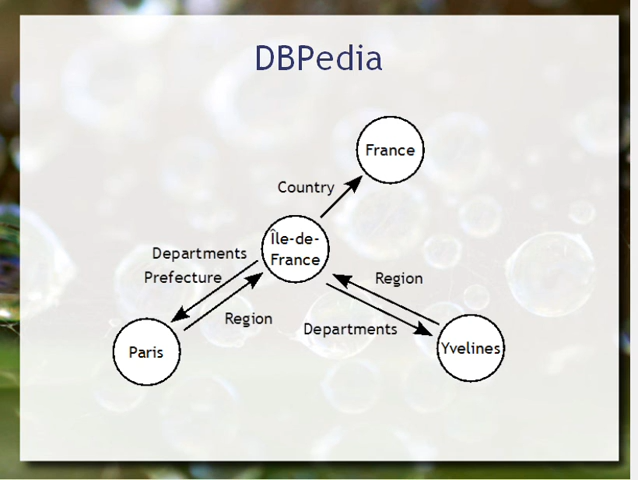 DBPedia
France
Country
Île-de-
France
Departments
Prefecture
Region
Region
Departments
Paris
Yvelines